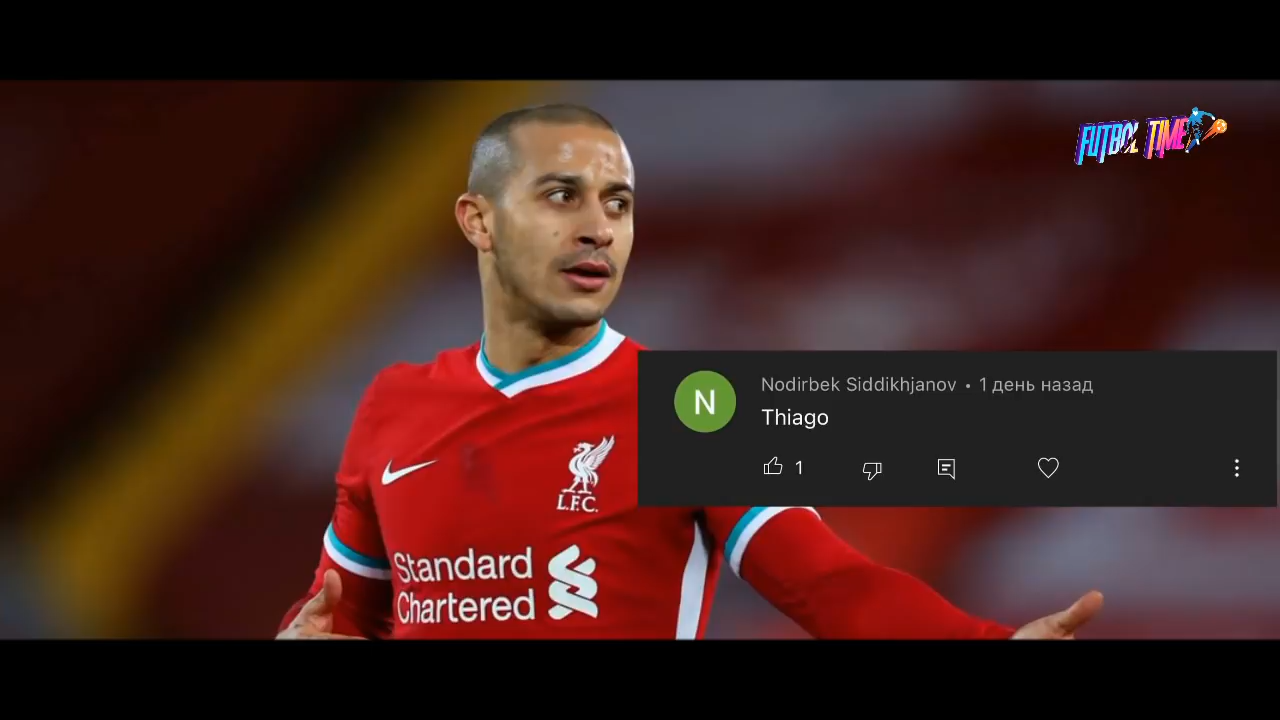 FUTBOL TIME
Nodirbek Siddikhjanov • 1 день назад
N
Thiago
1
L.F.C.
Standard
Chartered